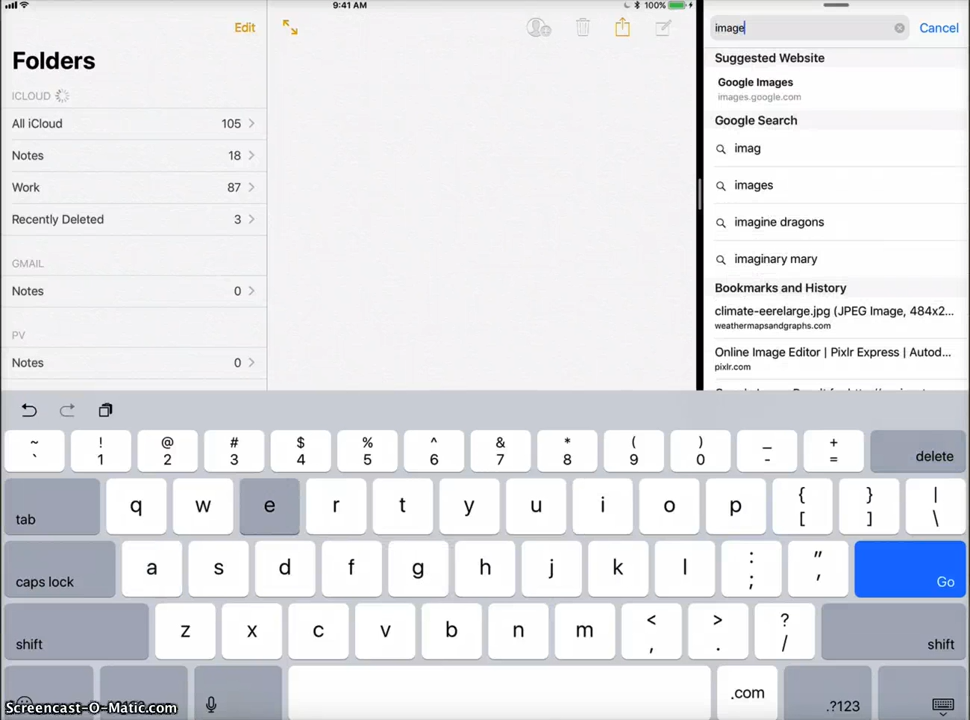 9:41 AM
100%
Edit
Folders
ICLOUD
All iCloud 105
Notes 18
Work 87
Recently Deleted 3
GMAIL
Notes 0
PV
Notes 0
image
Cancel
Suggested Website
Google Images
images.google.com
Google Search
imag
images
imagine dragons
imaginary mary
Bookmarks and History
climate-eerelarge.jpg (JPEG Image, 484x2...
weathermapsandgraphs.com
Online Image Editor | Pixlr Express | Autod...
pixlr.com
~ ! @ # $ % ^ & * ( ) _ +
` 1 2 3 4 5 6 7 8 9 0 - = delete
tab q w e r t y u i o p { [ } ] | \
caps lock a s d f g h j k l : ; " ' Go
shift z x c v b n m < , > . ? / shift
.com .?123
Screencast-O-Matic.com